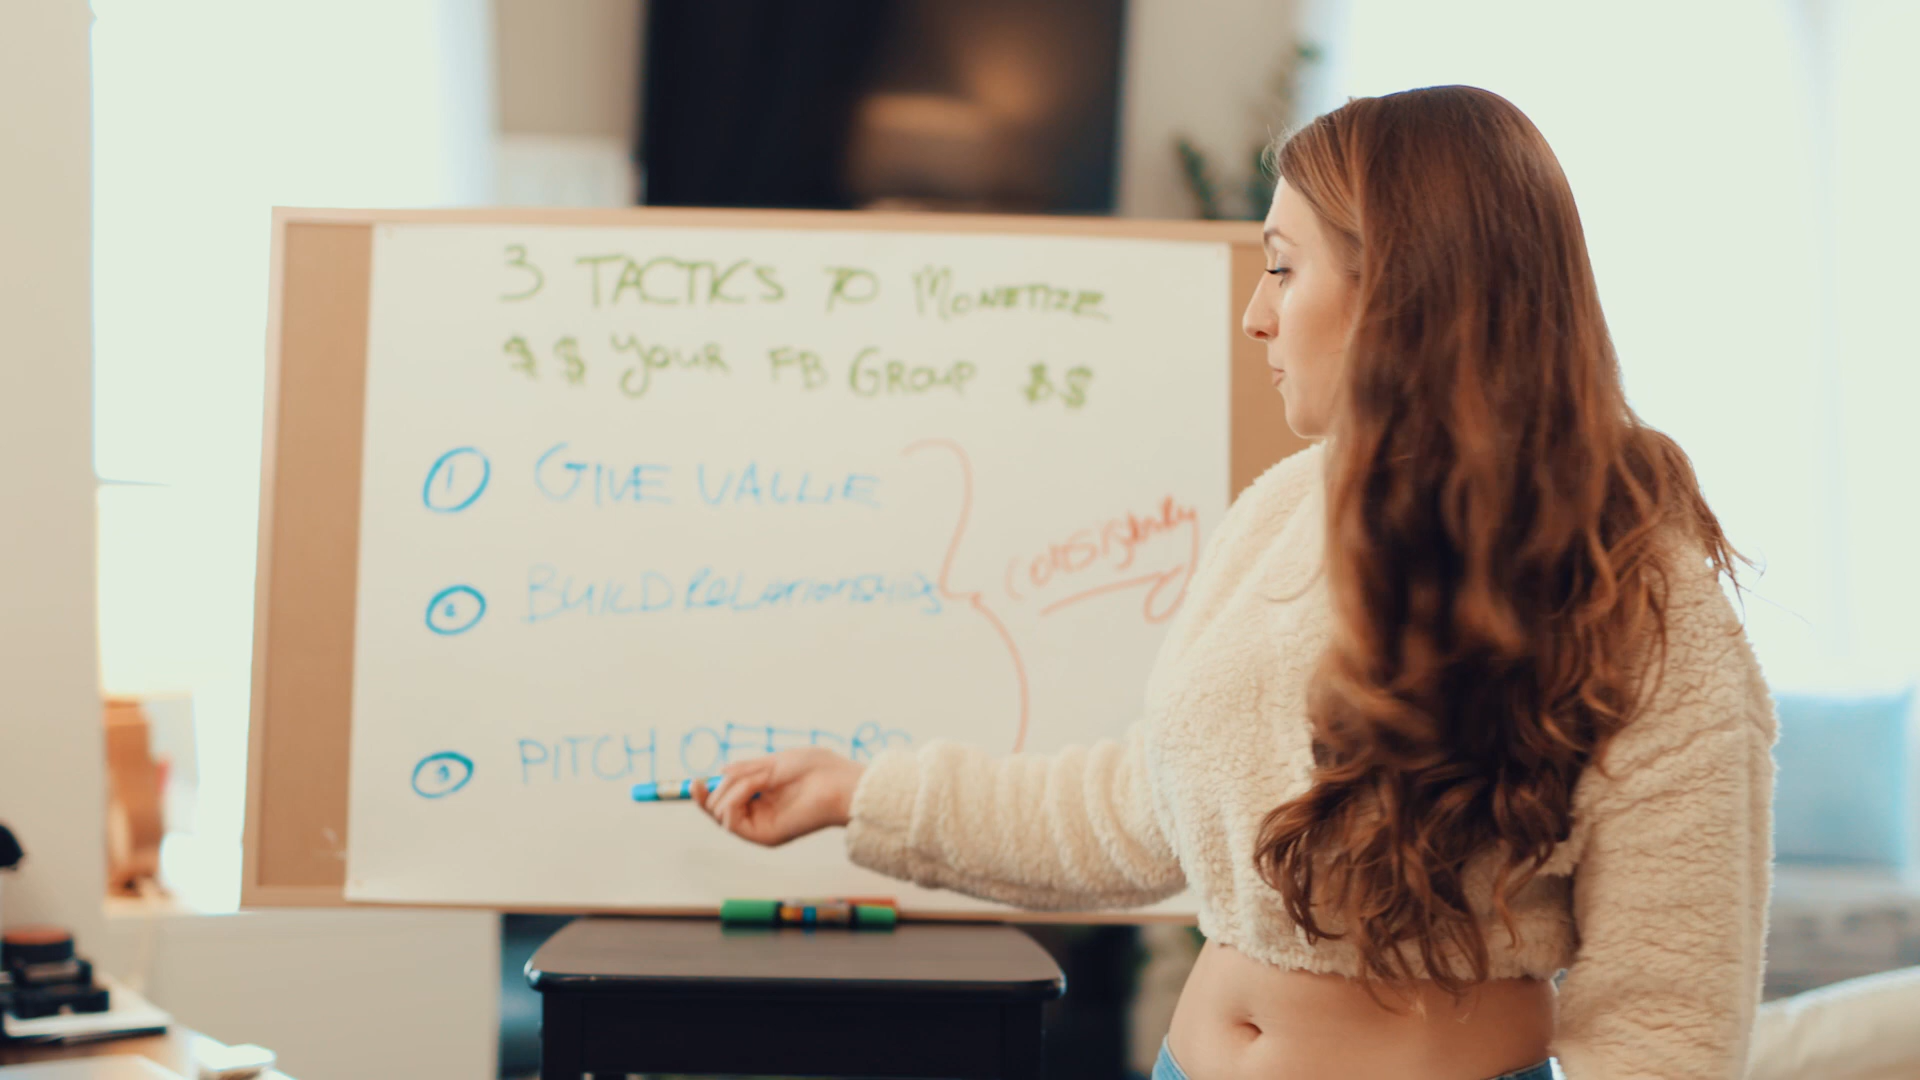 3 TACTICS TO MONETIZE
$ $ YOUR FB GROUP $ $
1 GIVE VALUE
2 BUILD RELATIONSHIPS
3 PITCH OFFERS
Consistently